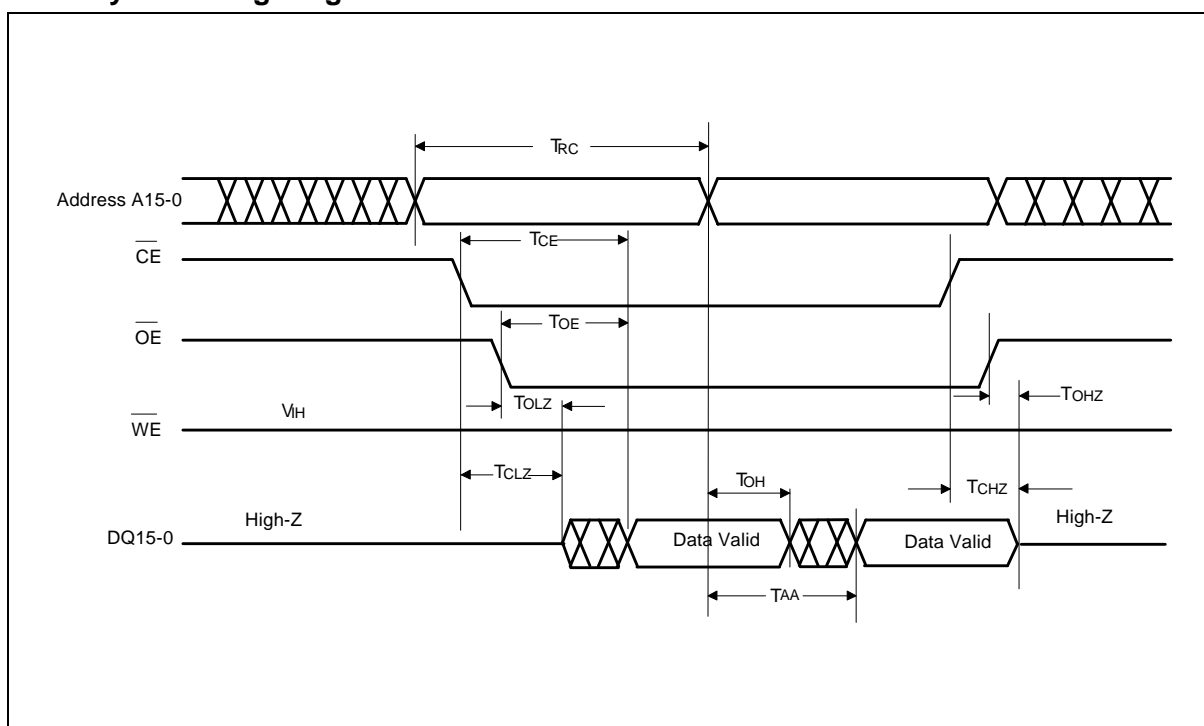 TRC
Address A15-0
TCE
CE
TOE
OE
TOLZ
TOHZ
VIH
WE
TCLZ
TOH
TCHZ
High-Z
High-Z
DQ15-0
Data Valid
Data Valid
TAA